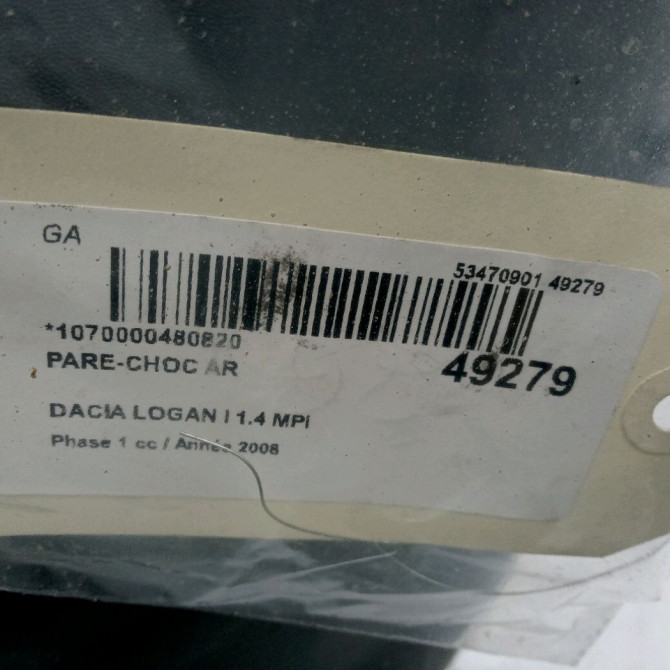 GA
53470901 49279
*1070000480820
49279
PARE-CHOC AR
DACIA LOGAN I 1.4 MPI
Phase 1 cc / Année 2008